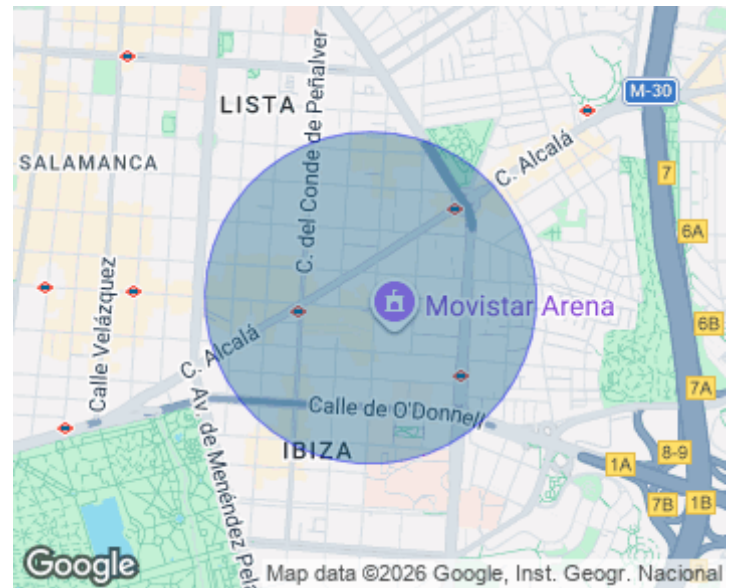 LISTA
M-30
C. del Conde de Peñalver
C. Alcalá
SALAMANCA
7
6A
Calle Velázquez
Movistar Arena
6B
C. Alcalá
7A
Calle de O'Donnell
C. Av. de Menéndez Pela
IBIZA
8-9
1A
7B
1B
Google
Map data ©2026 Google, Inst. Geogr. Nacional